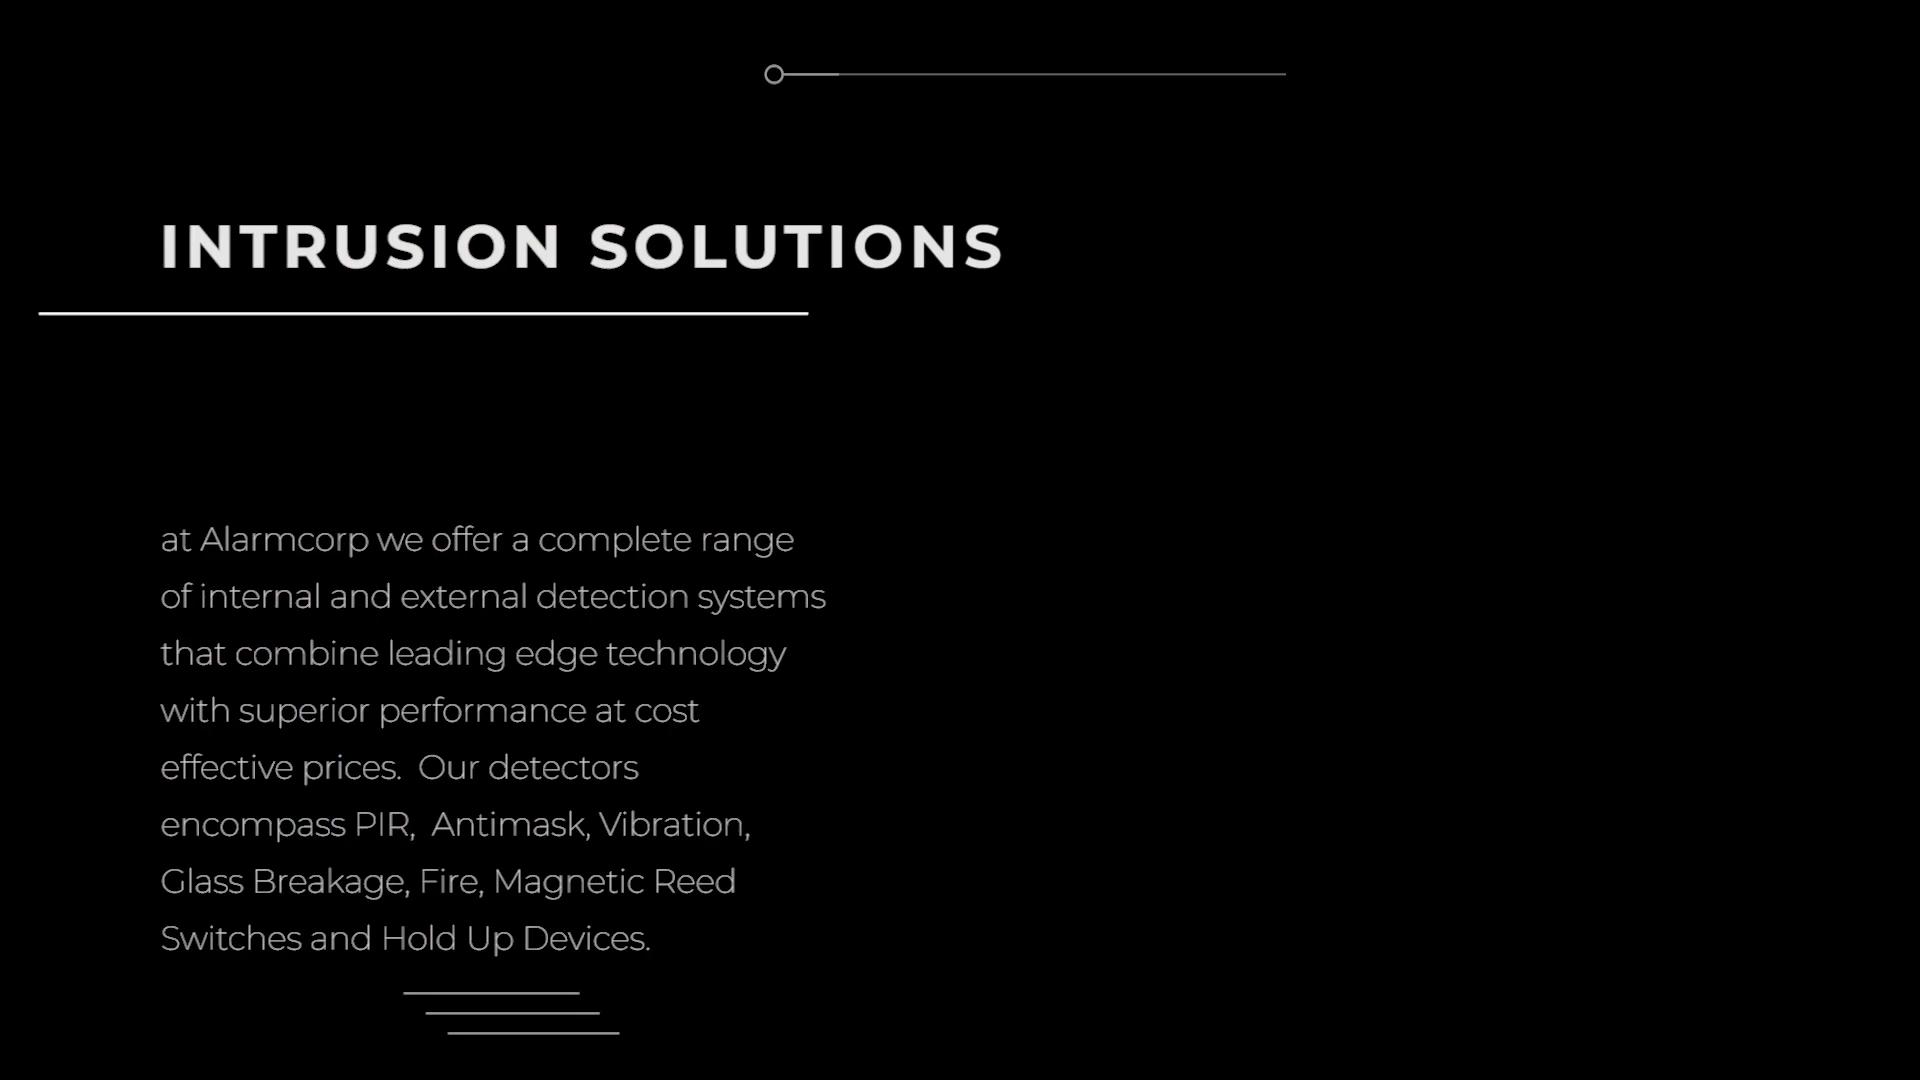 INTRUSION SOLUTIONS
at Alarmcorp we offer a complete range
of internal and external detection systems
that combine leading edge technology
with superior performance at cost
effective prices.  Our detectors
encompass PIR,  Antimask, Vibration,
Glass Breakage, Fire, Magnetic Reed
Switches and Hold Up Devices.